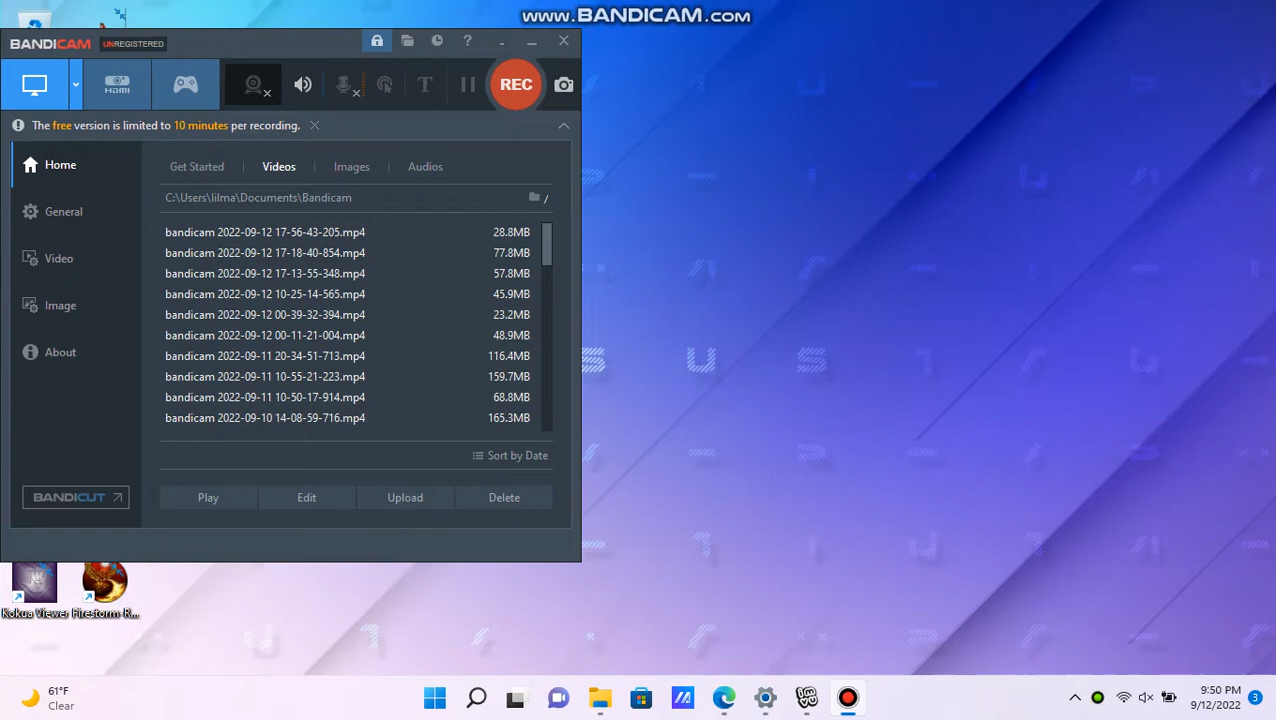 www.BANDICAM.com
BANDICAM UNREGISTERED
?
HDMI
T
REC
The free version is limited to 10 minutes per recording.
Home
General
Video
Image
About
BANDICUT
Get Started
Videos
Images
Audios
C:\Users\lilma\Documents\Bandicam
/
bandicam 2022-09-12 17-56-43-205.mp4 28.8MB
bandicam 2022-09-12 17-18-40-854.mp4 77.8MB
bandicam 2022-09-12 17-13-55-348.mp4 57.8MB
bandicam 2022-09-12 10-25-14-565.mp4 45.9MB
bandicam 2022-09-12 00-39-32-394.mp4 23.2MB
bandicam 2022-09-12 00-11-21-004.mp4 48.9MB
bandicam 2022-09-11 20-34-51-713.mp4 116.4MB
bandicam 2022-09-11 10-55-21-223.mp4 159.7MB
bandicam 2022-09-11 10-50-17-914.mp4 68.8MB
bandicam 2022-09-10 14-08-59-716.mp4 165.3MB
Sort by Date
Play
Edit
Upload
Delete
Kokua Viewer
Firestorm-R...
61°F
Clear
9:50 PM
9/12/2022
3